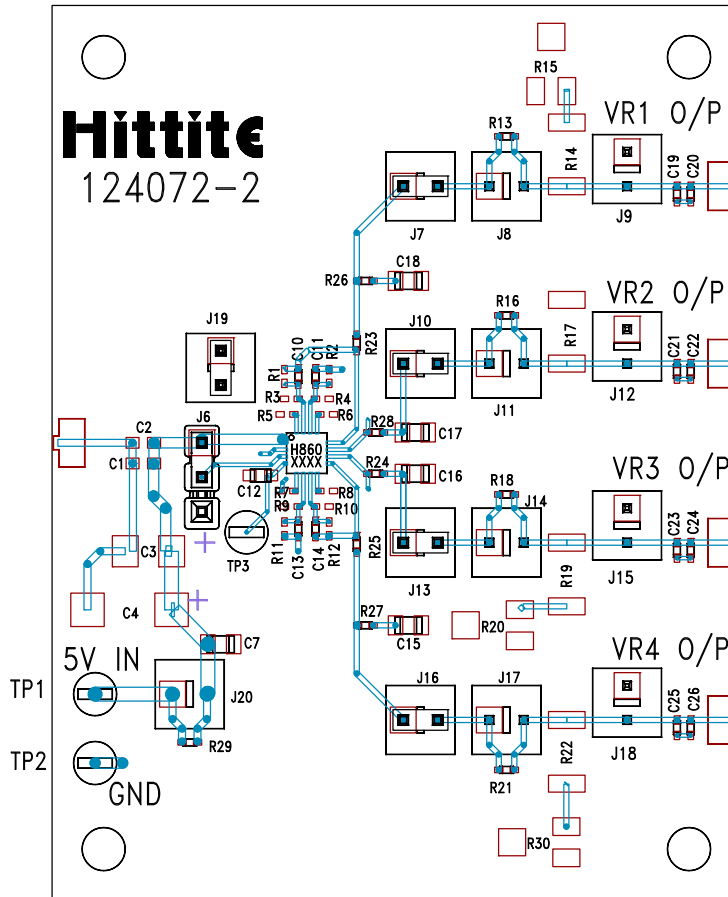 Hittite
124072-2
R15
VR1 O/P
R13
R14
C19
C20
J7
J8
J9
C18
R26
VR2 O/P
J19
J10
R16
R17
C21
C22
C10
C11
R2
R23
R1
J11
J12
R3
R4
J6
R5
R6
C2
R28
C17
H860
XXXX
C1
R24
C16
VR3 O/P
C12
R7
R8
R18
J14
R9
R10
C23
C24
C3
R11
C13
C14
R12
R25
TP3
J13
J15
R19
C4
R27
R20
C15
C7
5V IN
VR4 O/P
TP1
J20
J16
J17
C25
C26
R29
R22
J18
TP2
R21
GND
R30